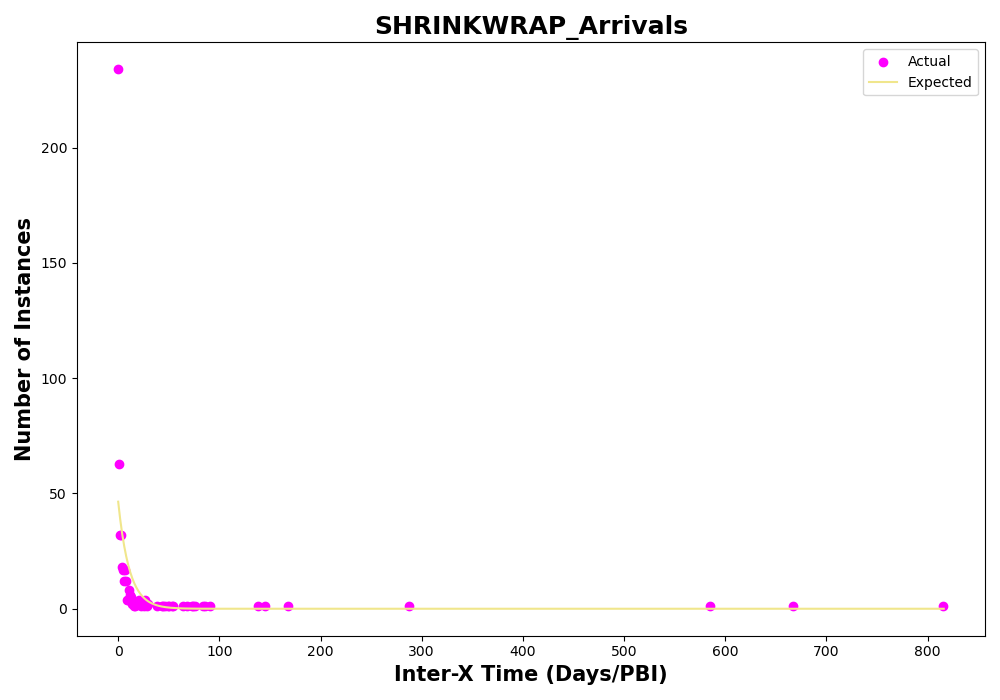 SHRINKWRAP_Arrivals
Actual
Expected
Number of Instances
200
150
100
50
0
0 100 200 300 400 500 600 700 800
Inter-X Time (Days/PBI)